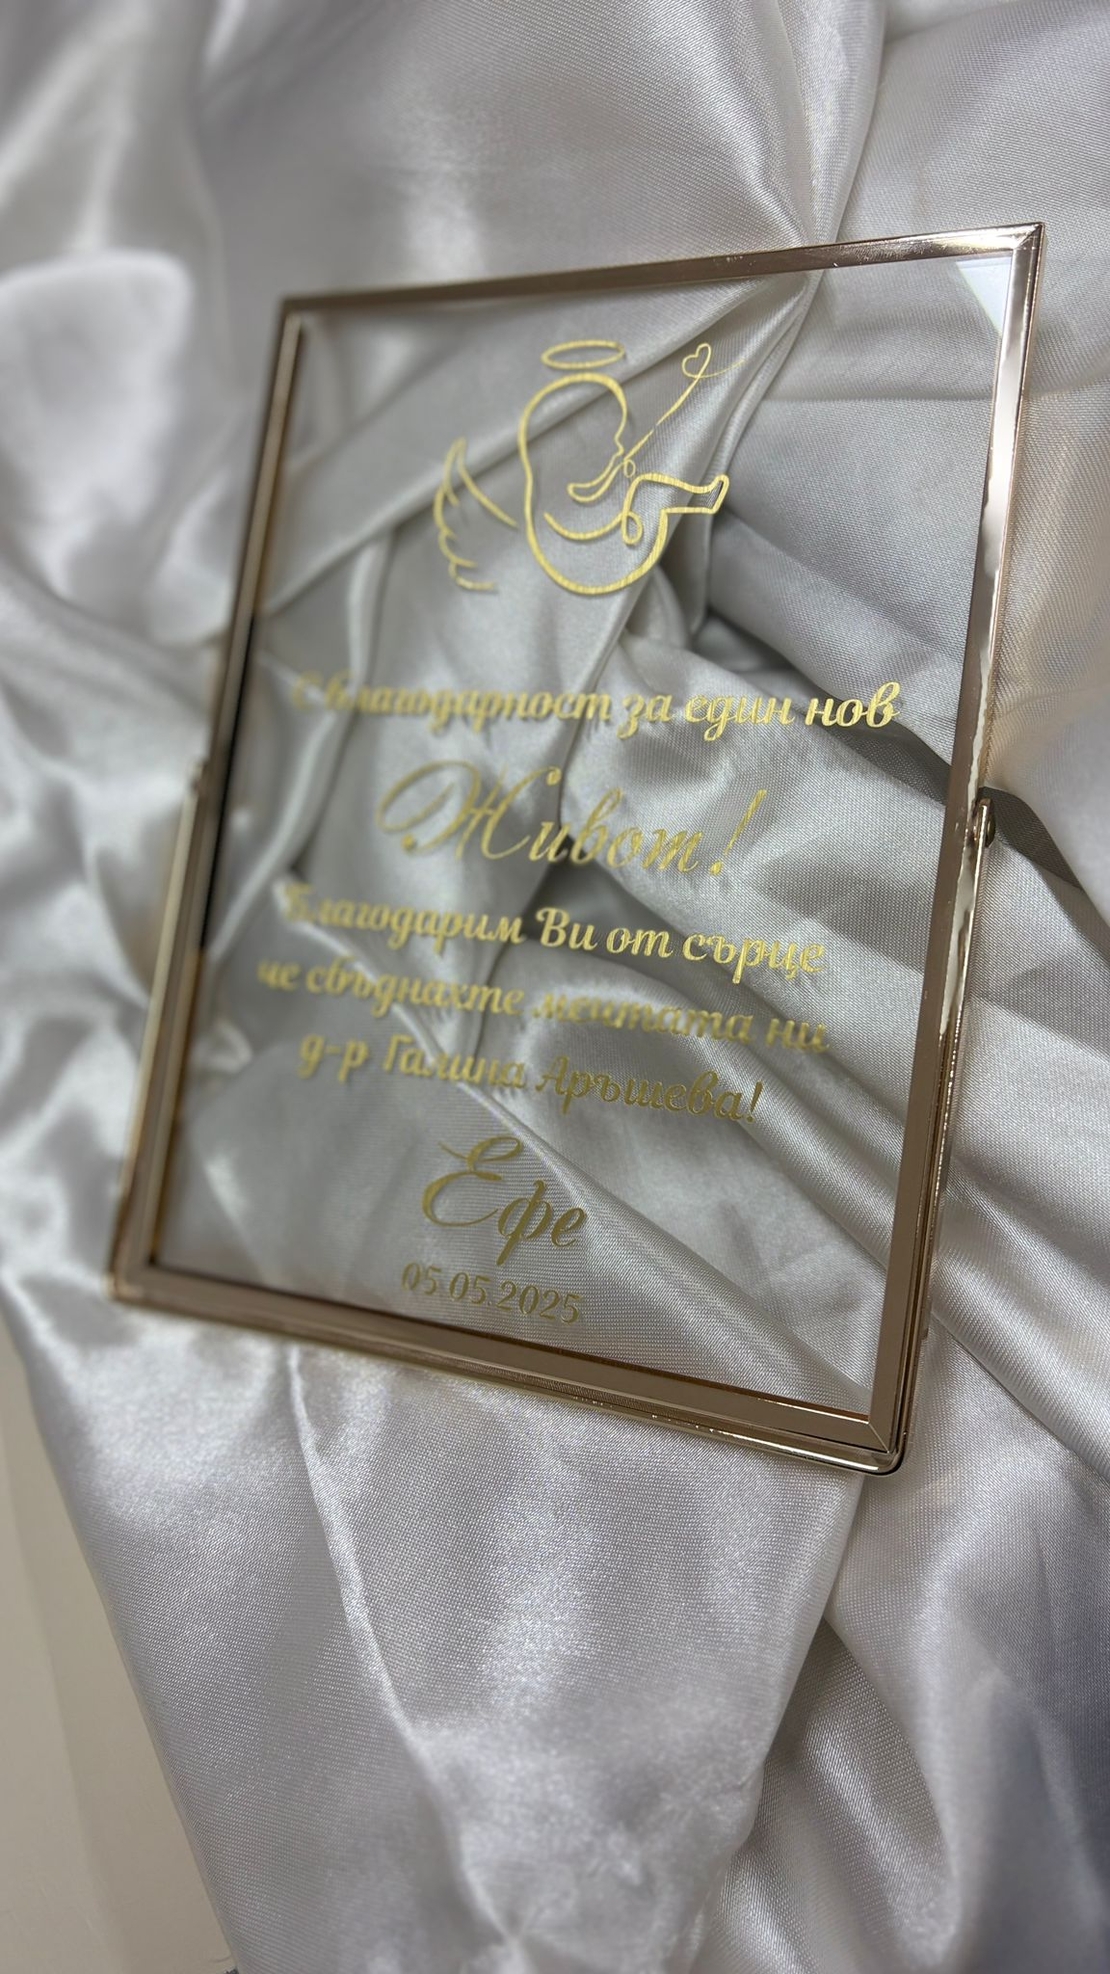 С благодарност за един нов
Живот!
Благодарим Ви от сърце
че сбъднахте мечтата ни
д-р Галина Аръшева!
Ефе
05.05.2025